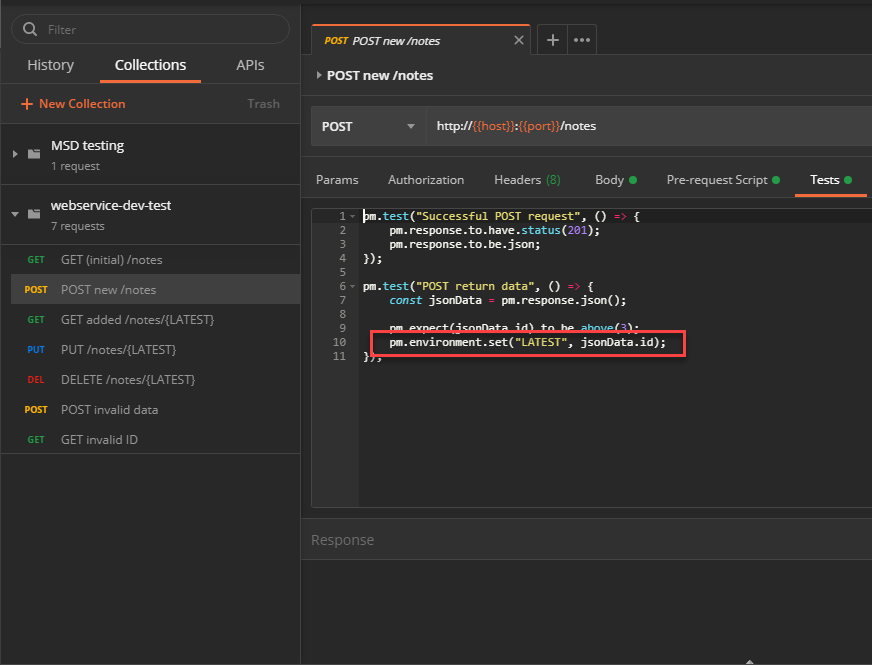 Filter
History Collections APIs
+ New Collection Trash
MSD testing
1 request
webservice-dev-test
7 requests
GET GET (initial) /notes
POST POST new /notes
GET GET added /notes/{LATEST}
PUT PUT /notes/{LATEST}
DEL DELETE /notes/{LATEST}
POST POST invalid data
GET GET invalid ID
POST POST new /notes
POST new /notes
POST http://{{host}}:{{port}}/notes
Params Authorization Headers (8) Body Pre-request Script Tests
1 pm.test("Successful POST request", () => {
2 pm.response.to.have.status(201);
3 pm.response.to.be.json;
4 });
5
6 pm.test("POST return data", () => {
7 const jsonData = pm.response.json();
8
9 pm.expect(jsonData.id).to.be.above(3);
10 pm.environment.set("LATEST", jsonData.id);
11 });
Response